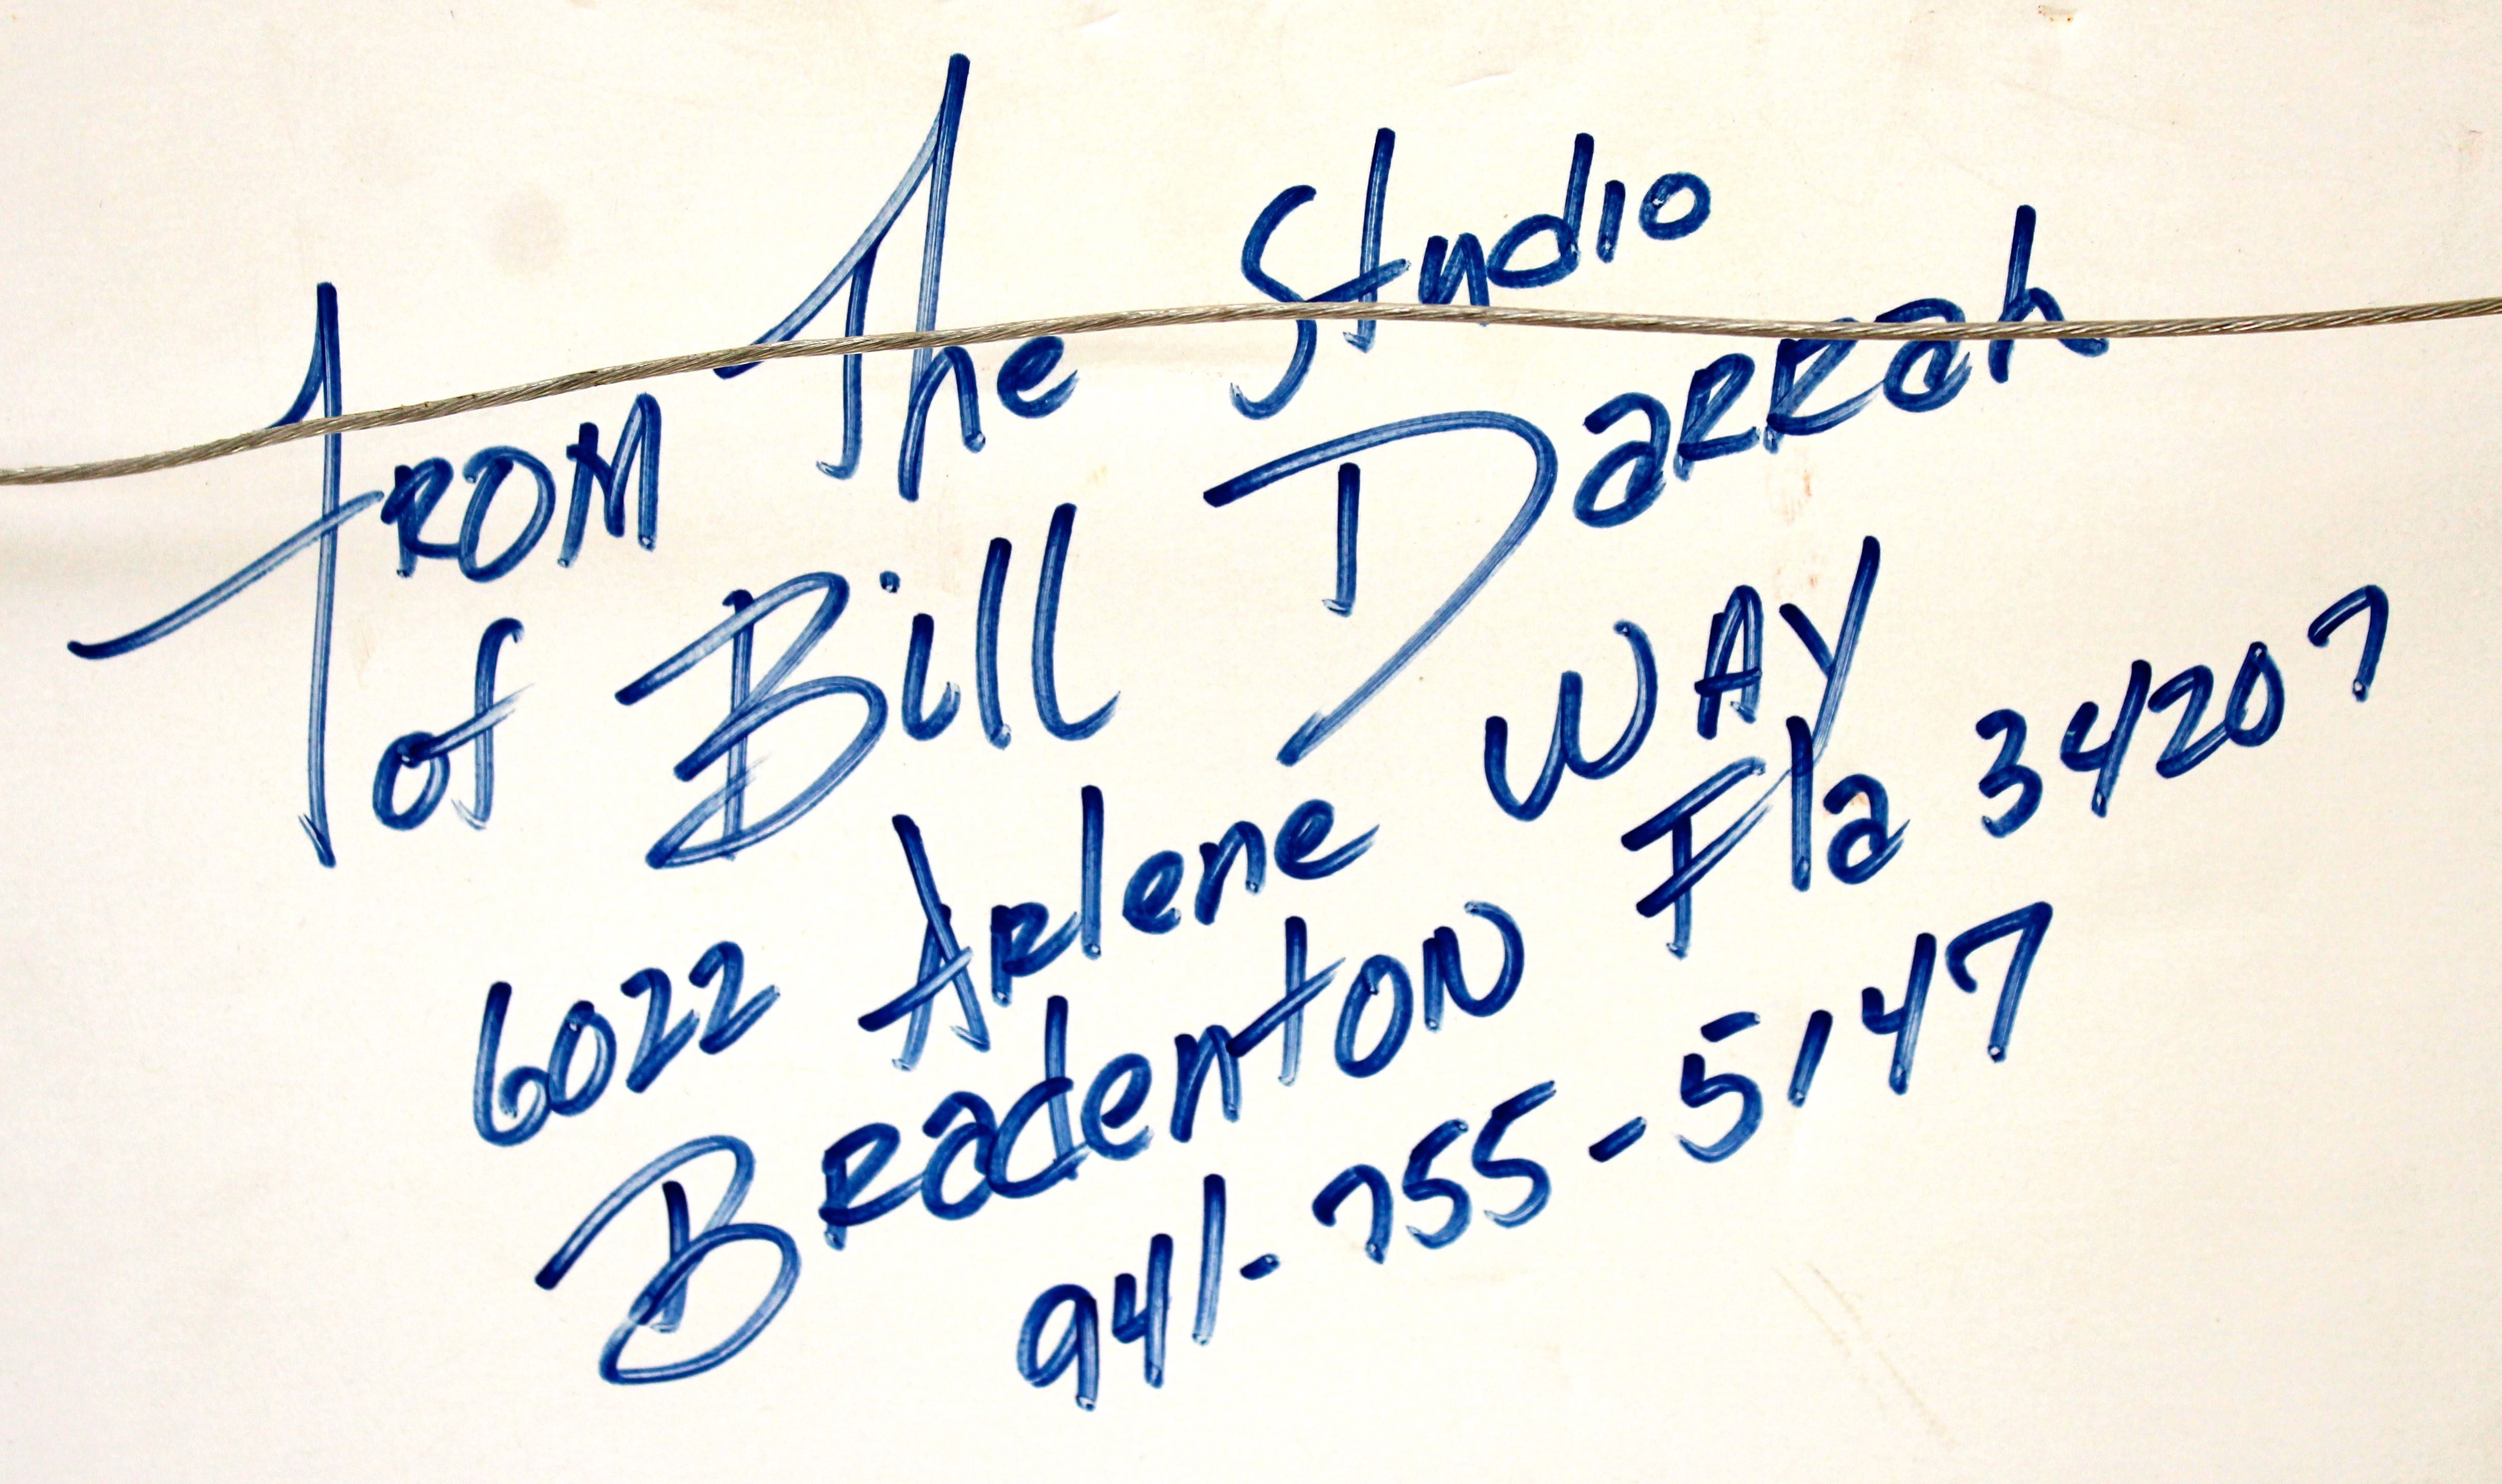 From The Studio
of Bill Darrah
6022 Arlene WAY
Bradenton Fla 34207
941-755-5147